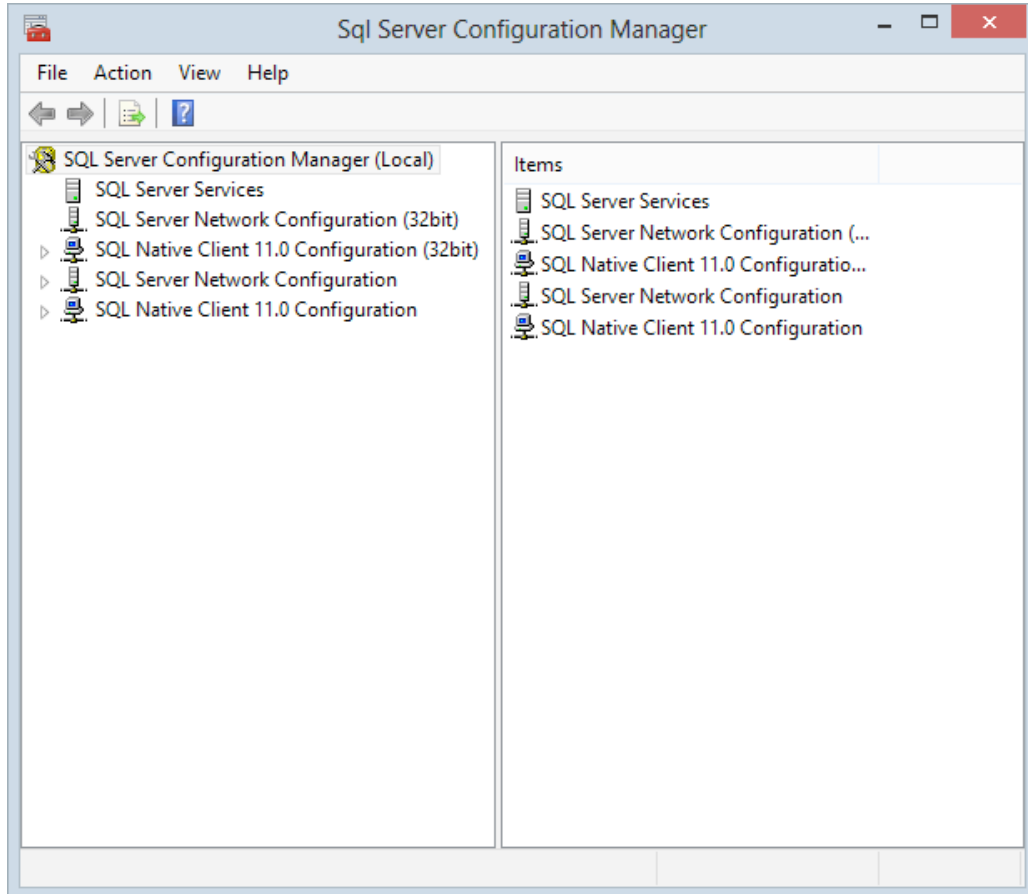 Sql Server Configuration Manager
File Action View Help
SQL Server Configuration Manager (Local)
SQL Server Services
SQL Server Network Configuration (32bit)
SQL Native Client 11.0 Configuration (32bit)
SQL Server Network Configuration
SQL Native Client 11.0 Configuration
Items
SQL Server Services
SQL Server Network Configuration (...
SQL Native Client 11.0 Configuratio...
SQL Server Network Configuration
SQL Native Client 11.0 Configuration